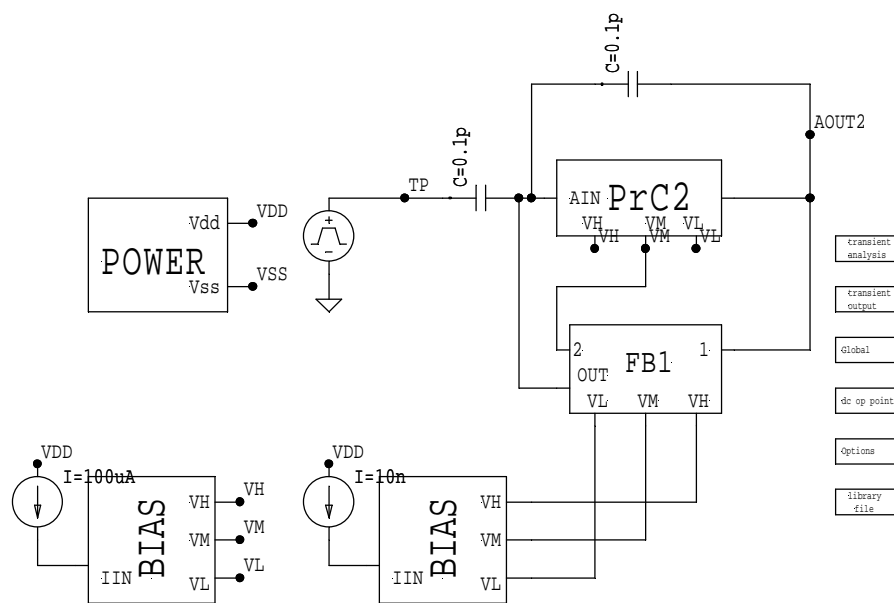 C=0.1p
AOUT2
C=0.1p
TP
AIN PrC2
VH VM VL
VH VM VL
Vdd VDD
POWER
Vss VSS
transient
analysis
transient
output
Global
dc op point
Options
library
file
2 FB1 1
OUT
VL VM VH
VDD
I=100uA
VH VH
VM VM
VL VL
IIN BIAS
VDD
I=10n
VH
VM
VL
IIN BIAS